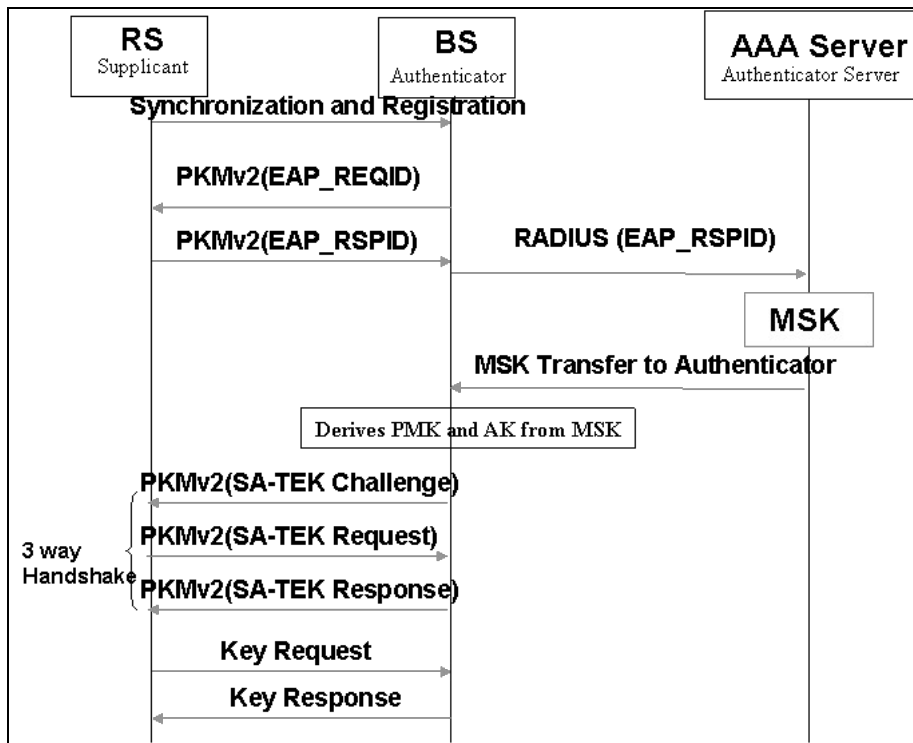 RS
Supplicant
BS
Authenticator
AAA Server
Authenticator Server
Synchronization and Registration
PKMv2(EAP_REQID)
PKMv2(EAP_RSPID)
RADIUS (EAP_RSPID)
MSK
MSK Transfer to Authenticator
Derives PMK and AK from MSK
PKMv2(SA-TEK Challenge)
3 way
Handshake
PKMv2(SA-TEK Request)
PKMv2(SA-TEK Response)
Key Request
Key Response